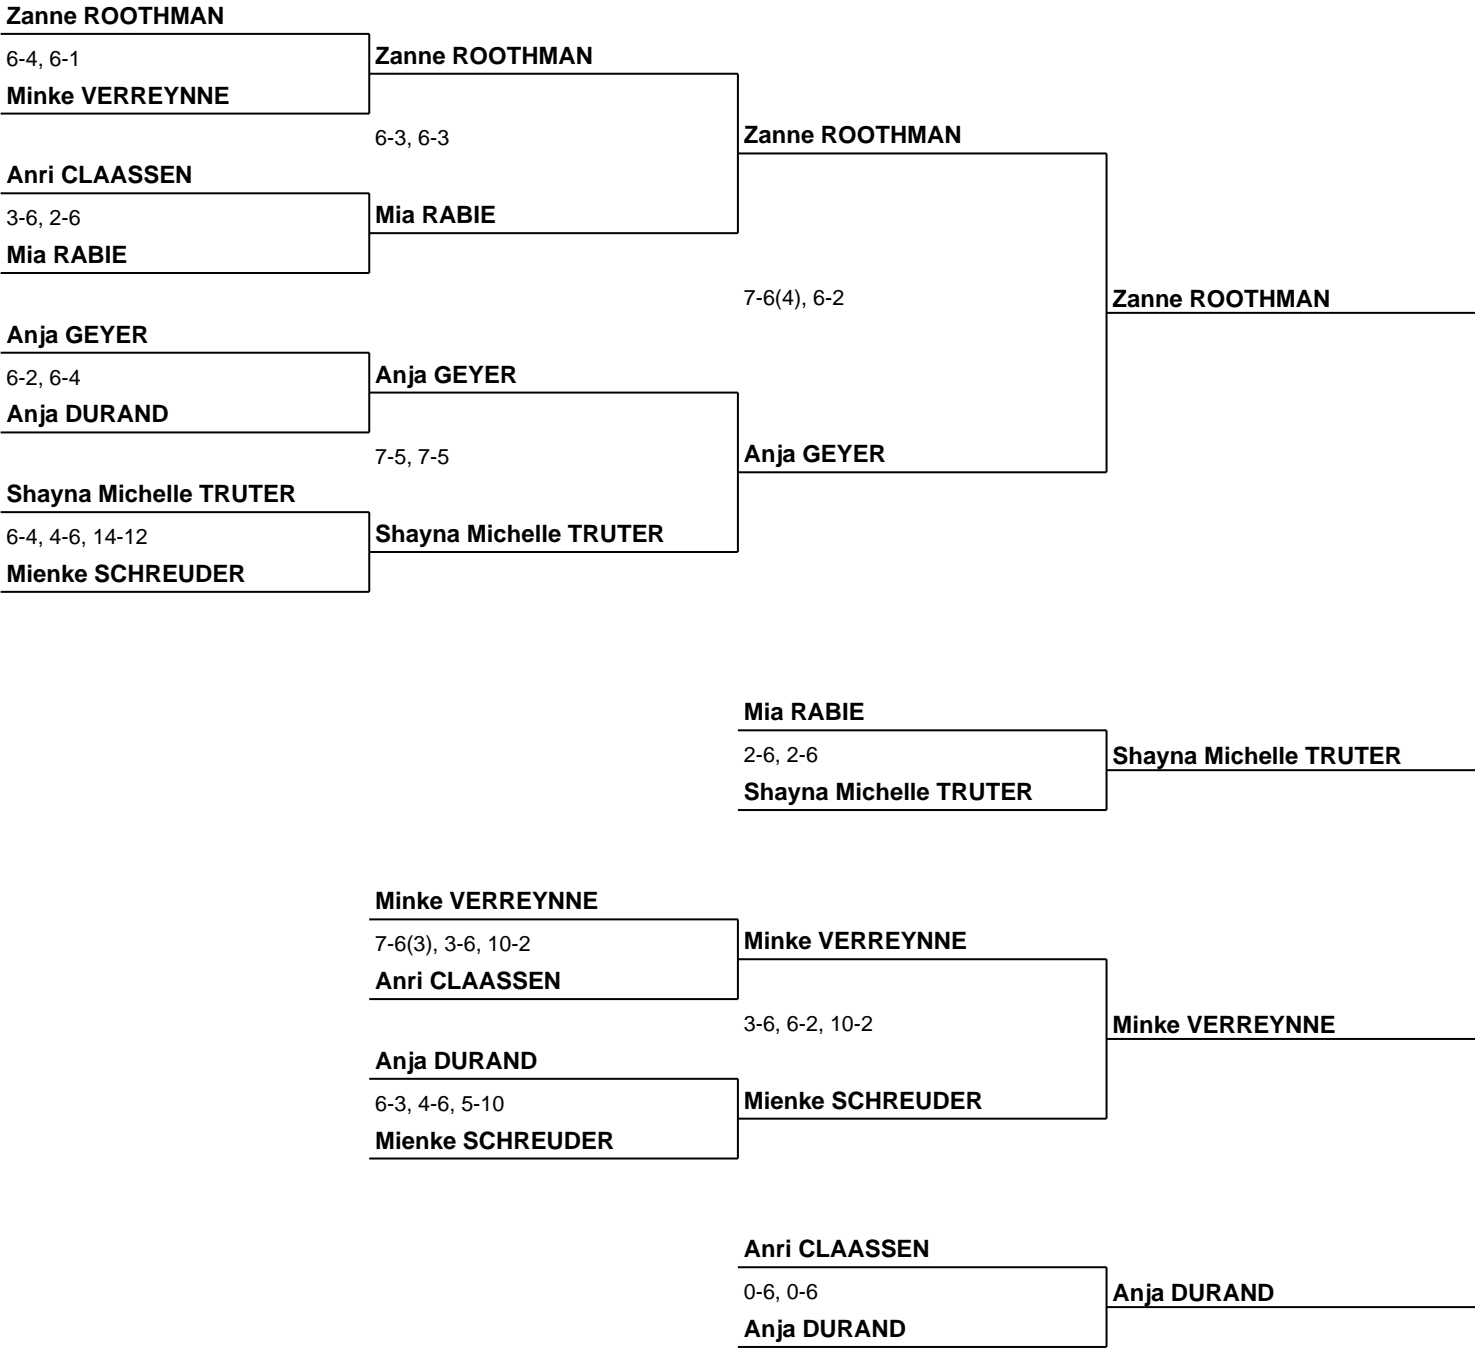 Zanne ROOTHMAN
6-4, 6-1
Zanne ROOTHMAN
Minke VERREYNNE
6-3, 6-3
Zanne ROOTHMAN
Anri CLAASSEN
3-6, 2-6
Mia RABIE
Mia RABIE
7-6(4), 6-2
Zanne ROOTHMAN
Anja GEYER
6-2, 6-4
Anja GEYER
Anja DURAND
7-5, 7-5
Anja GEYER
Shayna Michelle TRUTER
6-4, 4-6, 14-12
Shayna Michelle TRUTER
Mienke SCHREUDER
Mia RABIE
2-6, 2-6
Shayna Michelle TRUTER
Shayna Michelle TRUTER
Minke VERREYNNE
7-6(3), 3-6, 10-2
Minke VERREYNNE
Anri CLAASSEN
3-6, 6-2, 10-2
Minke VERREYNNE
Anja DURAND
6-3, 4-6, 5-10
Mienke SCHREUDER
Mienke SCHREUDER
Anri CLAASSEN
0-6, 0-6
Anja DURAND
Anja DURAND